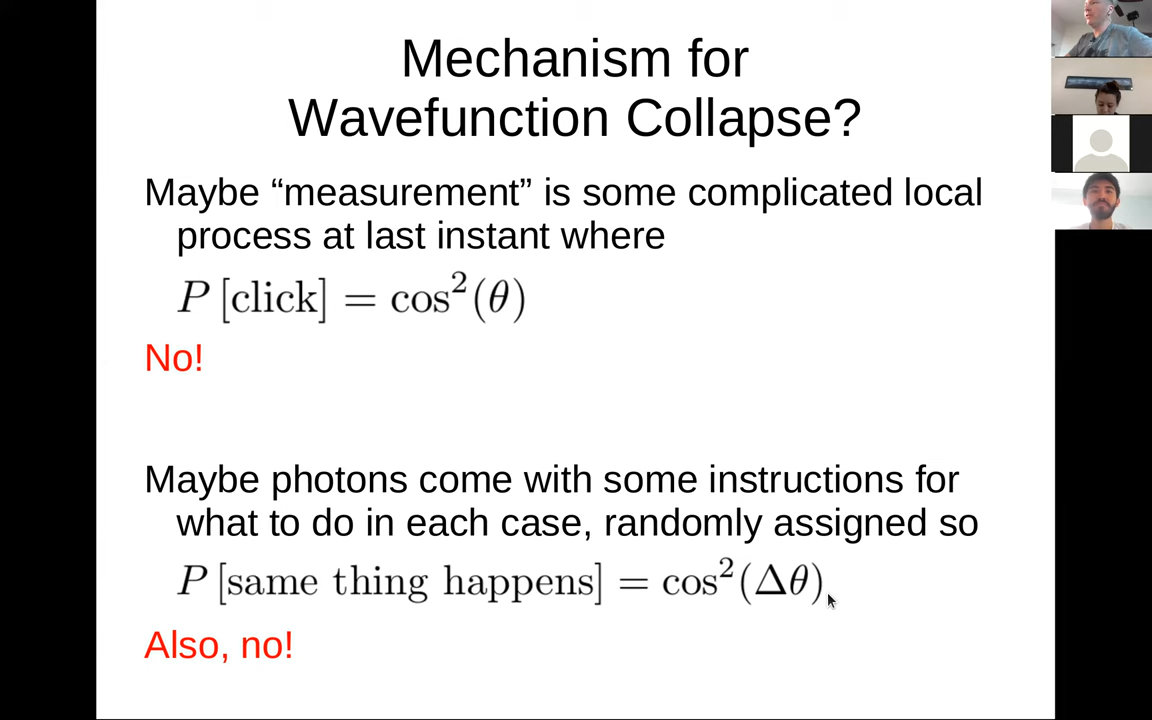 Mechanism for
Wavefunction Collapse?
Maybe “measurement” is some complicated local
process at last instant where
P [click] = cos²(θ)
No!
Maybe photons come with some instructions for
what to do in each case, randomly assigned so
P [same thing happens] = cos²(Δθ)
Also, no!